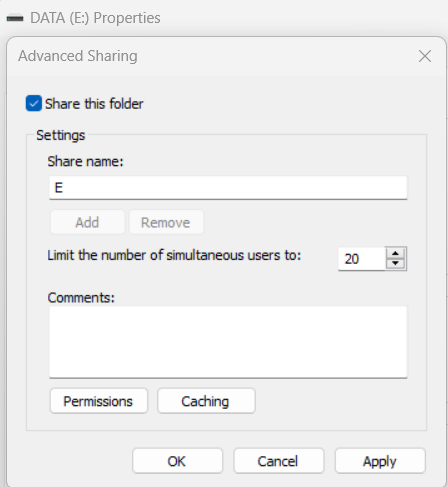 DATA (E:) Properties
Advanced Sharing
Share this folder
Settings
Share name:
E
Add Remove
Limit the number of simultaneous users to: 20
Comments:
Permissions Caching
OK Cancel Apply